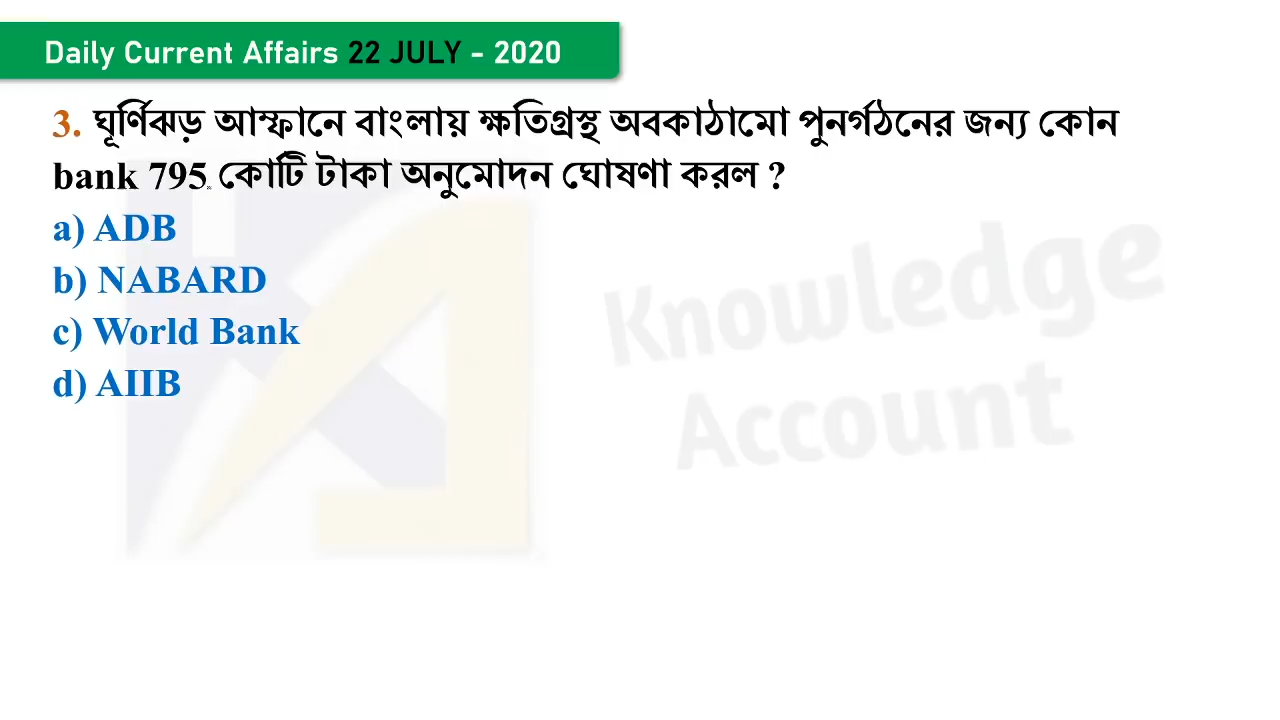 Daily Current Affairs 22 JULY - 2020
3. ঘূর্ণিঝড় আম্ফানে বাংলায় ক্ষতিগ্রস্থ অবকাঠামো পুনর্গঠনের জন্য কোন
bank 795 কোটি টাকা অনুমোদন ঘোষণা করল ?
a) ADB
b) NABARD
c) World Bank
d) AIIB
Knowledge
Account